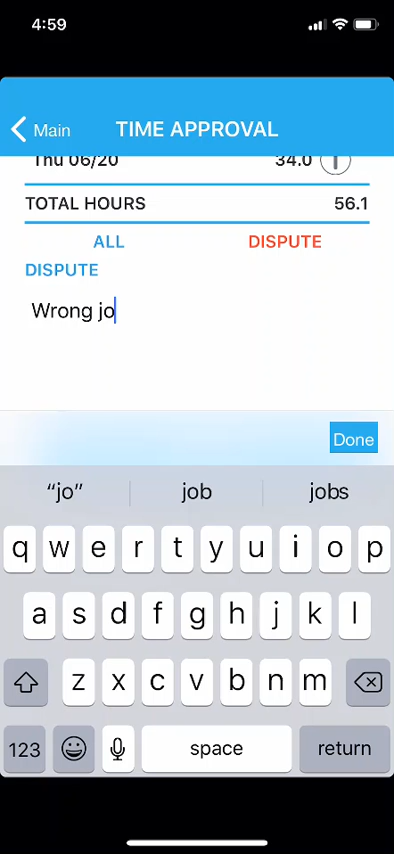 4:59
Main
TIME APPROVAL
Thu 06/20 34.0
TOTAL HOURS 56.1
ALL DISPUTE
DISPUTE
Wrong jo
Done
“jo” job jobs
q w e r t y u i o p
a s d f g h j k l
z x c v b n m
123 space return